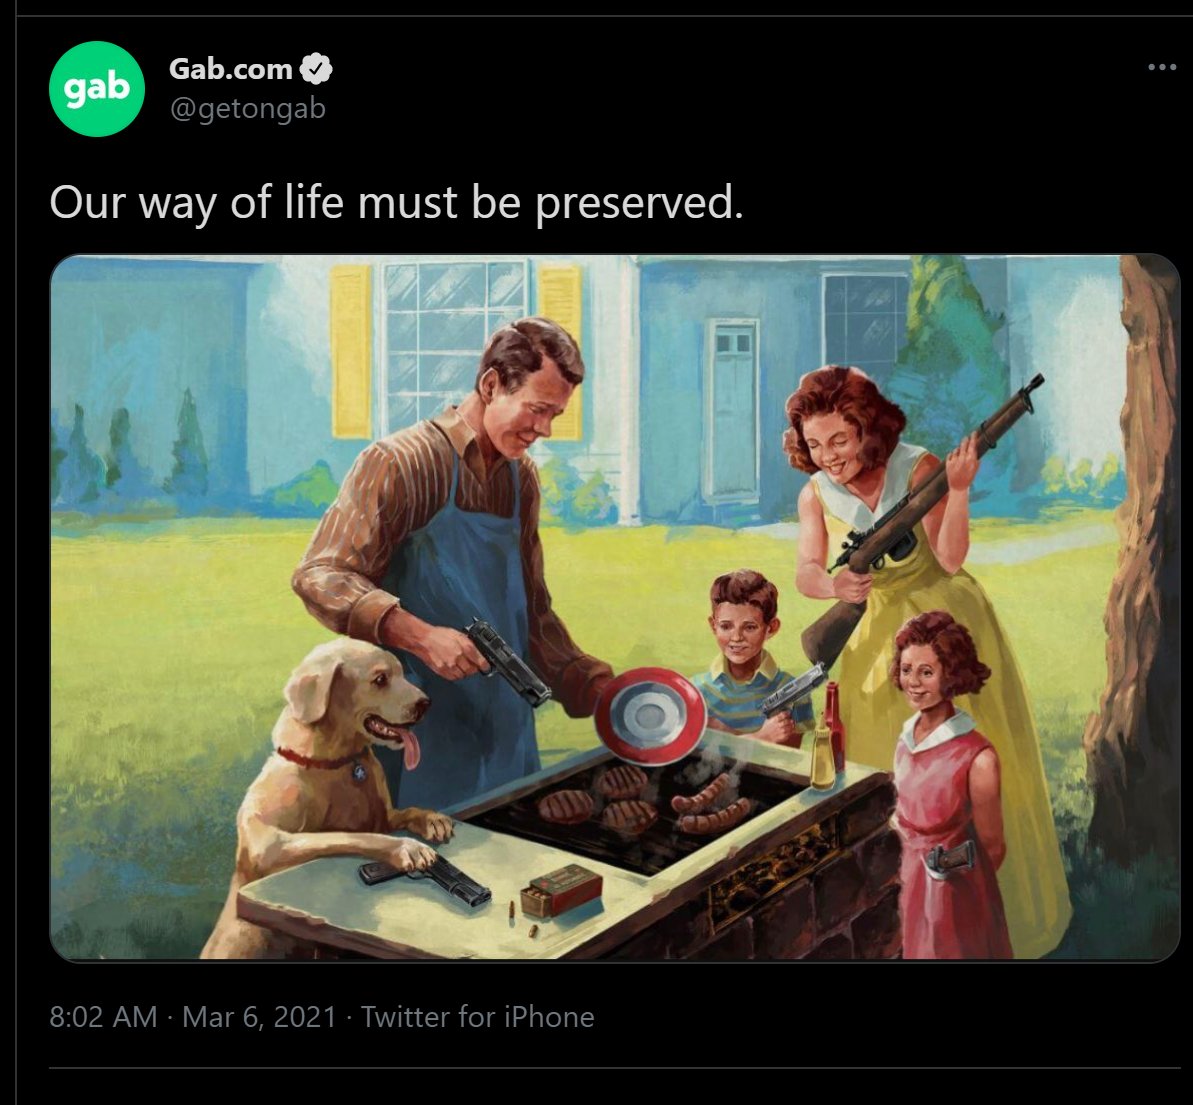 gab
Gab.com
@getongab
Our way of life must be preserved.
8:02 AM · Mar 6, 2021 · Twitter for iPhone